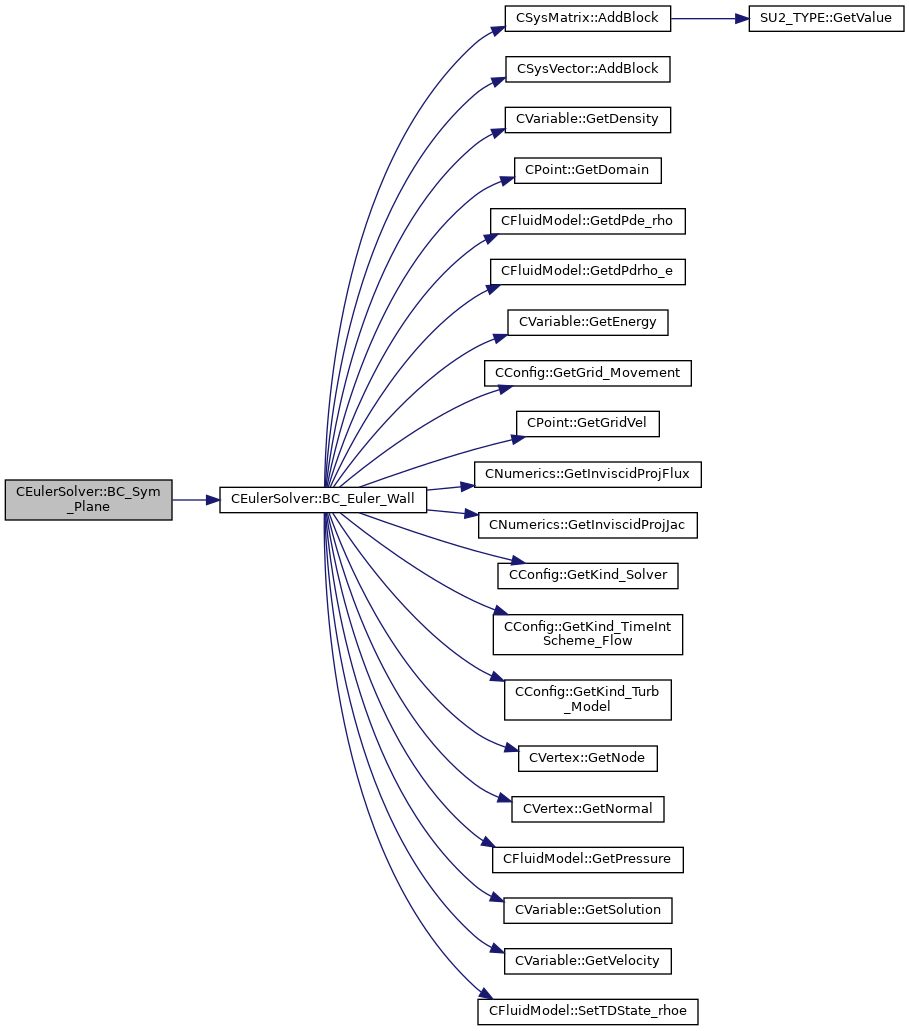 CEulerSolver::BC_Sym
_Plane
CEulerSolver::BC_Euler_Wall
CSysMatrix::AddBlock
SU2_TYPE::GetValue
CSysVector::AddBlock
CVariable::GetDensity
CPoint::GetDomain
CFluidModel::GetdPde_rho
CFluidModel::GetdPdrho_e
CVariable::GetEnergy
CConfig::GetGrid_Movement
CPoint::GetGridVel
CNumerics::GetInviscidProjFlux
CNumerics::GetInviscidProjJac
CConfig::GetKind_Solver
CConfig::GetKind_TimeInt
Scheme_Flow
CConfig::GetKind_Turb
_Model
CVertex::GetNode
CVertex::GetNormal
CFluidModel::GetPressure
CVariable::GetSolution
CVariable::GetVelocity
CFluidModel::SetTDState_rhoe